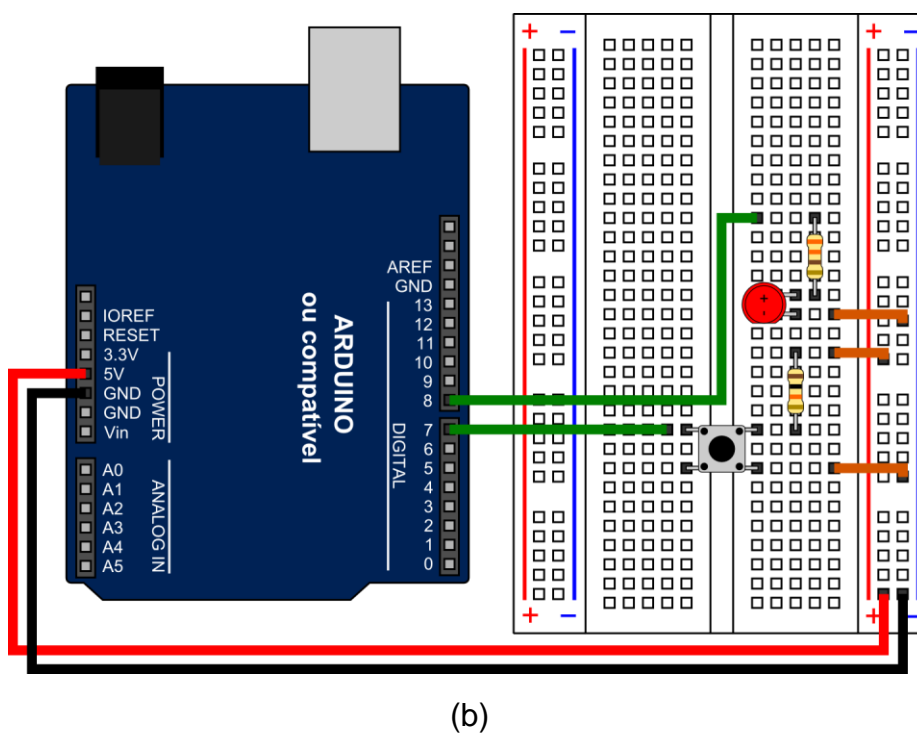 + −
+ −
IOREF
RESET
3.3V
5V
GND
GND
Vin
POWER
A0
A1
A2
A3
A4
A5
ANALOG IN
ARDUINO
ou compatível
AREF
GND
13
12
11
10
9
8
7
6
5
4
3
2
1
0
DIGITAL
+
-
+ −
+ −
(b)